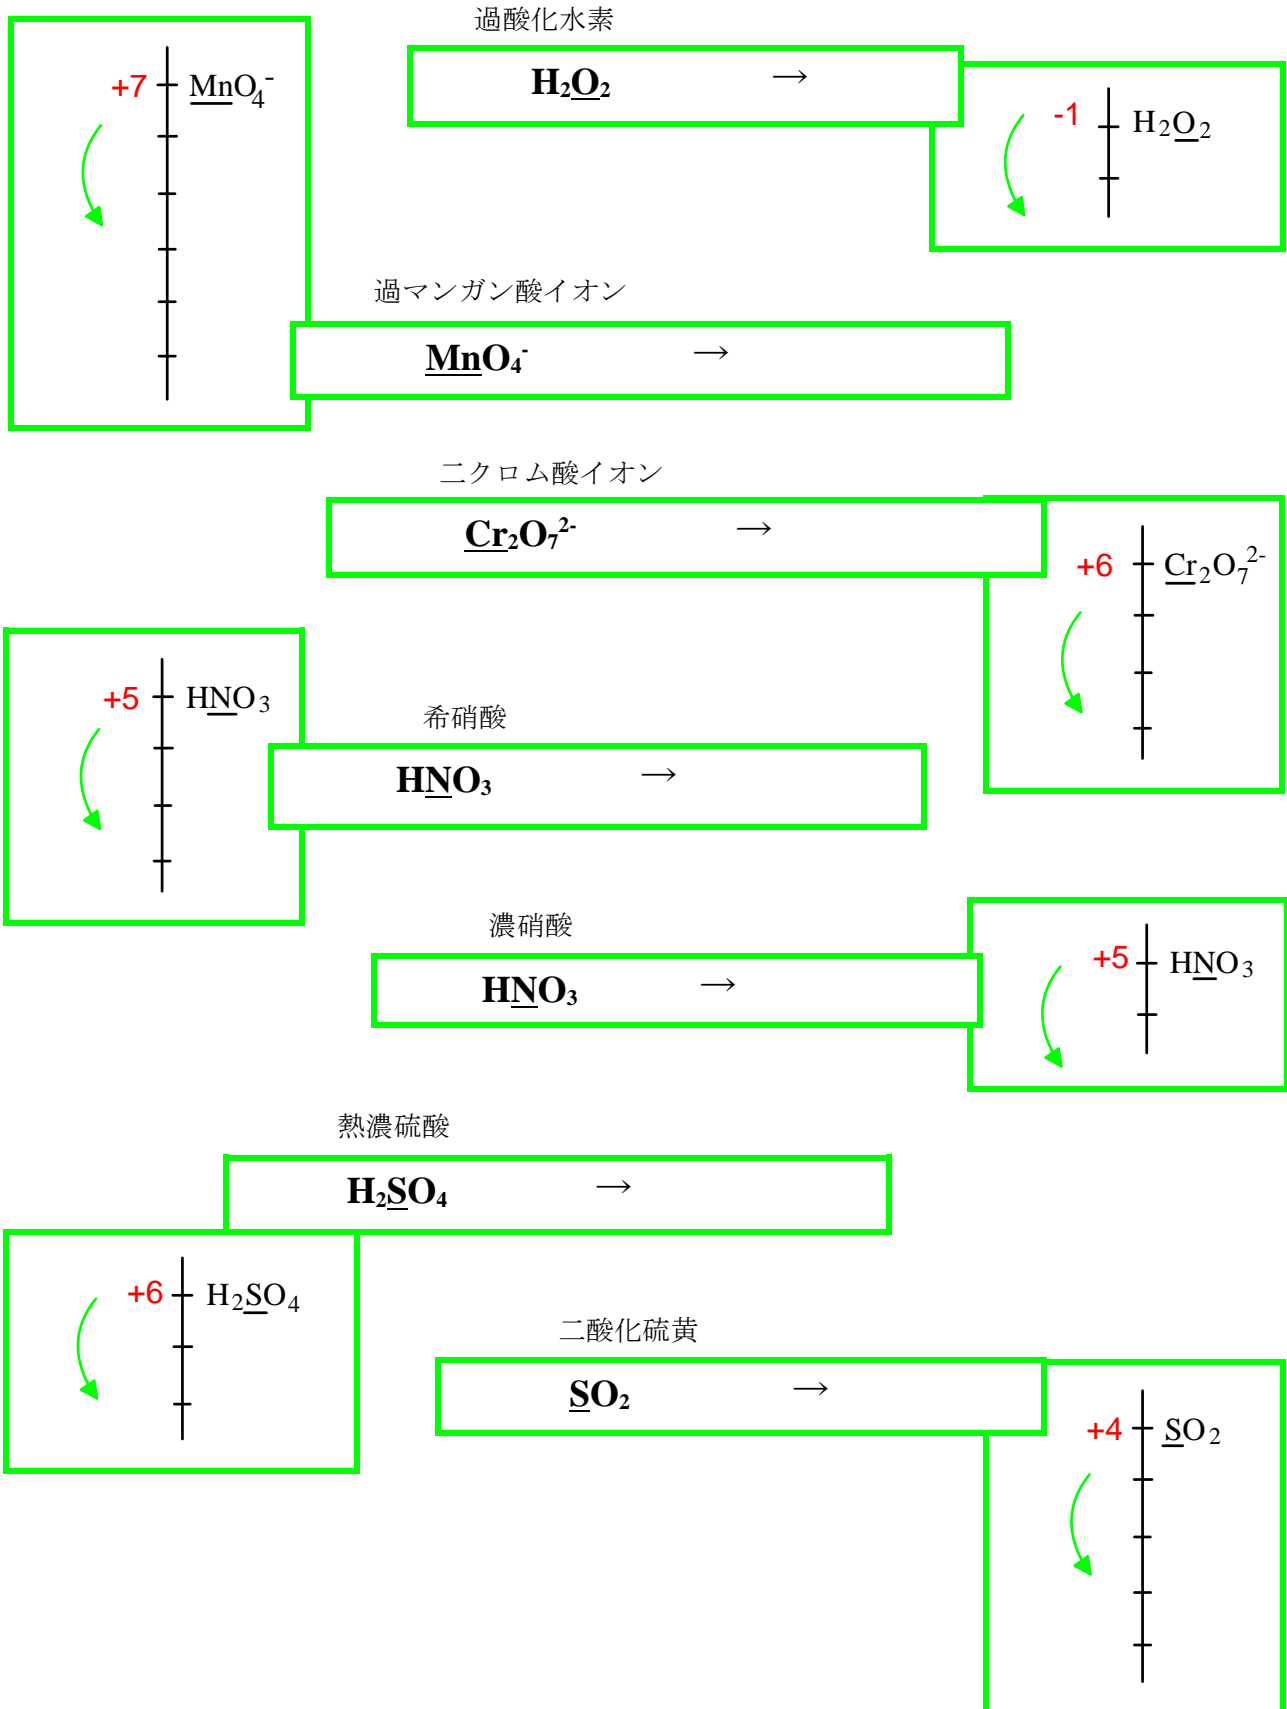 過酸化水素
H₂O₂ →
-1 H₂O₂
+7 MnO₄⁻
過マンガン酸イオン
MnO₄⁻ →
二クロム酸イオン
Cr₂O₇²⁻ →
+6 Cr₂O₇²⁻
+5 HNO₃
希硝酸
HNO₃ →
濃硝酸
HNO₃ →
+5 HNO₃
熱濃硫酸
H₂SO₄ →
+6 H₂SO₄
二酸化硫黄
SO₂ →
+4 SO₂